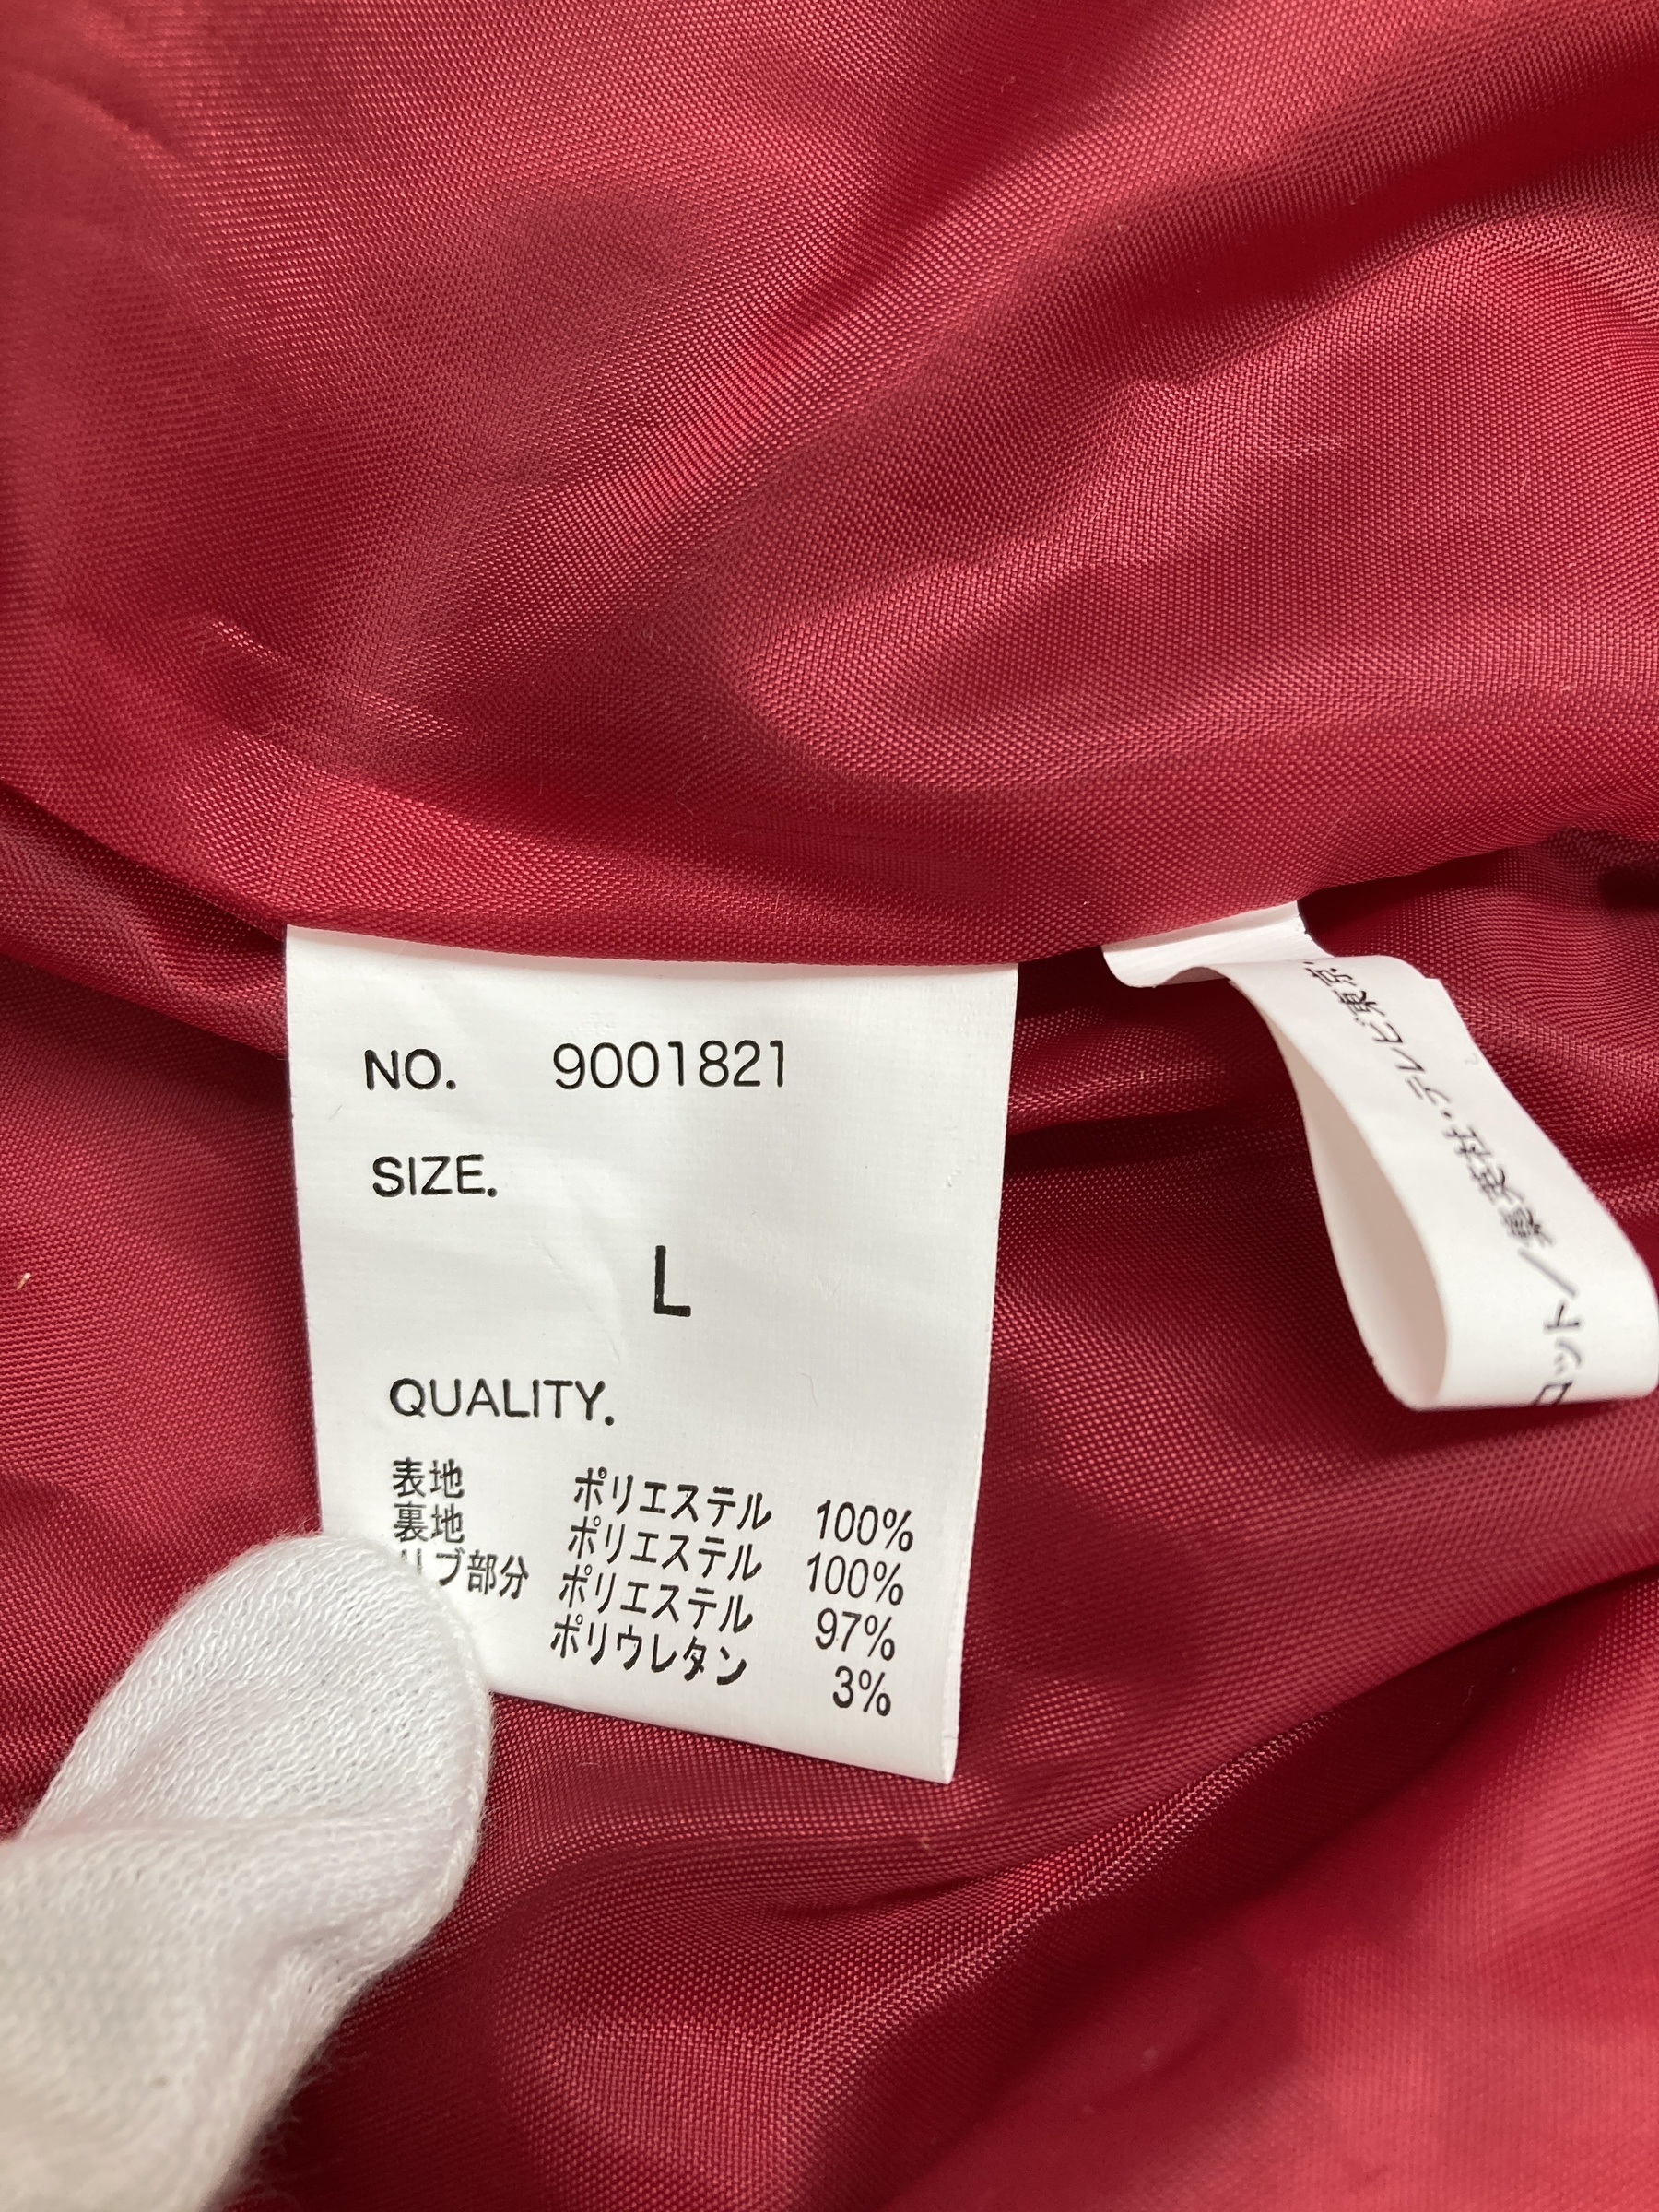 NO. 9001821
SIZE.
L
QUALITY.
表地 ポリエステル 100%
裏地 ポリエステル 100%
リブ部分 ポリエステル 97%
ポリウレタン 3%
ロット/集英社・テレビ東京・